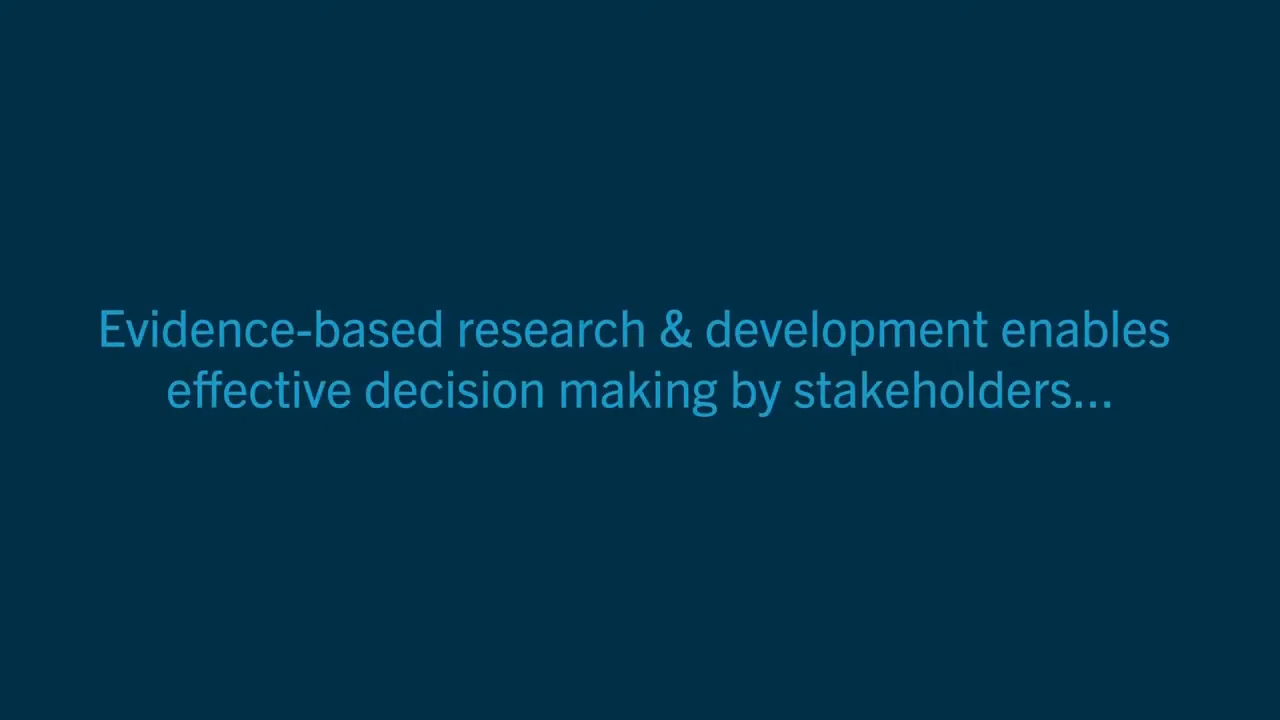 Evidence-based research & development enables
effective decision making by stakeholders...